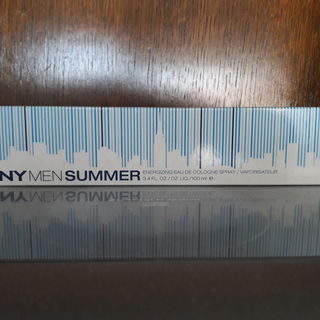 NY MEN SUMMER
ENERGIZING EAU DE COLOGNE SPRAY / VAPORISATEUR
3.4 FL. OZ./ OZ. LIQ./100 ml ℮